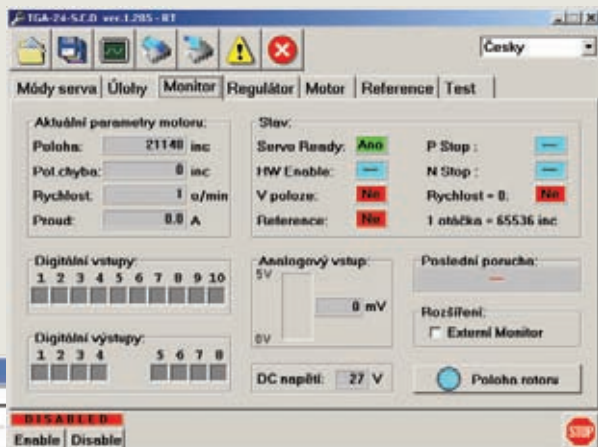 TGA-24-S.C.D ver.1.285 - RT
Česky
Módy serva Úlohy Monitor Regulátor Motor Reference Test
Aktuální parametry motoru:
Poloha: 21140 inc
Pol.chyba: 0 inc
Rychlost: 1 o/min
Proud: 0.0 A
Stav:
Servo Ready: Ano
HW Enable: —
V poloze: Ne
Reference: No
P Stop : —
N Stop : —
Rychlost = 0: No
1 otáčka = 65536 inc
Digitální vstupy:
1 2 3 4 5 6 7 8 9 10
Digitální výstupy:
1 2 3 4 5 6 7 8
Analogový vstup:
5V
0 mV
0V
DC napětí: 27 V
Poslední porucha:
—
Rozšíření:
Externí Monitor
Poloha rotoru
DISABLED
Enable Disable
STOP